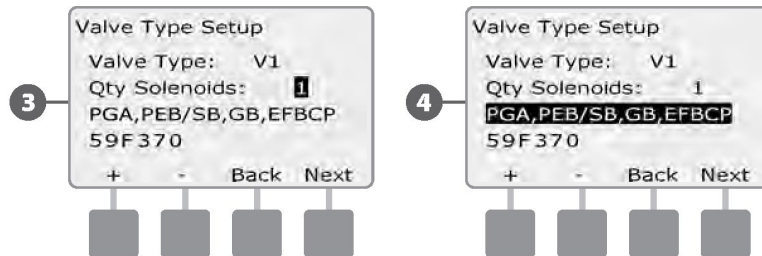 3
Valve Type Setup
Valve Type: V1
Qty Solenoids: 1
PGA,PEB/SB,GB,EFBCP
59F370
+ - Back Next
4
Valve Type Setup
Valve Type: V1
Qty Solenoids: 1
PGA,PEB/SB,GB,EFBCP
59F370
+ - Back Next